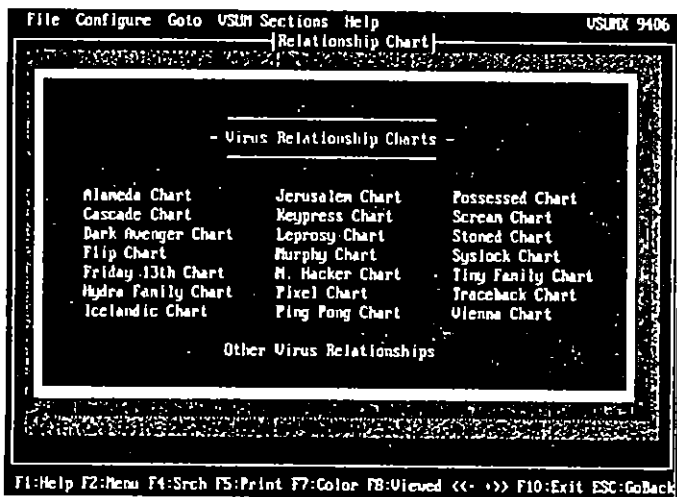 File Configure Goto VSUM Sections Help VSUMX 9406
Relationship Chart
- Virus Relationship Charts -
Alameda Chart Jerusalem Chart Possessed Chart
Cascade Chart Keypress Chart Scream Chart
Dark Avenger Chart Leprosy Chart Stoned Chart
Flip Chart Murphy Chart Syslock Chart
Friday 13th Chart M. Hacker Chart Tiny Family Chart
Hydra Family Chart Pixel Chart Traceback Chart
Icelandic Chart Ping Pong Chart Vienna Chart
Other Virus Relationships
F1:Help F2:Menu F4:Srch F5:Print F7:Color F8:Viewed <<- ->> F10:Exit ESC:GoBack